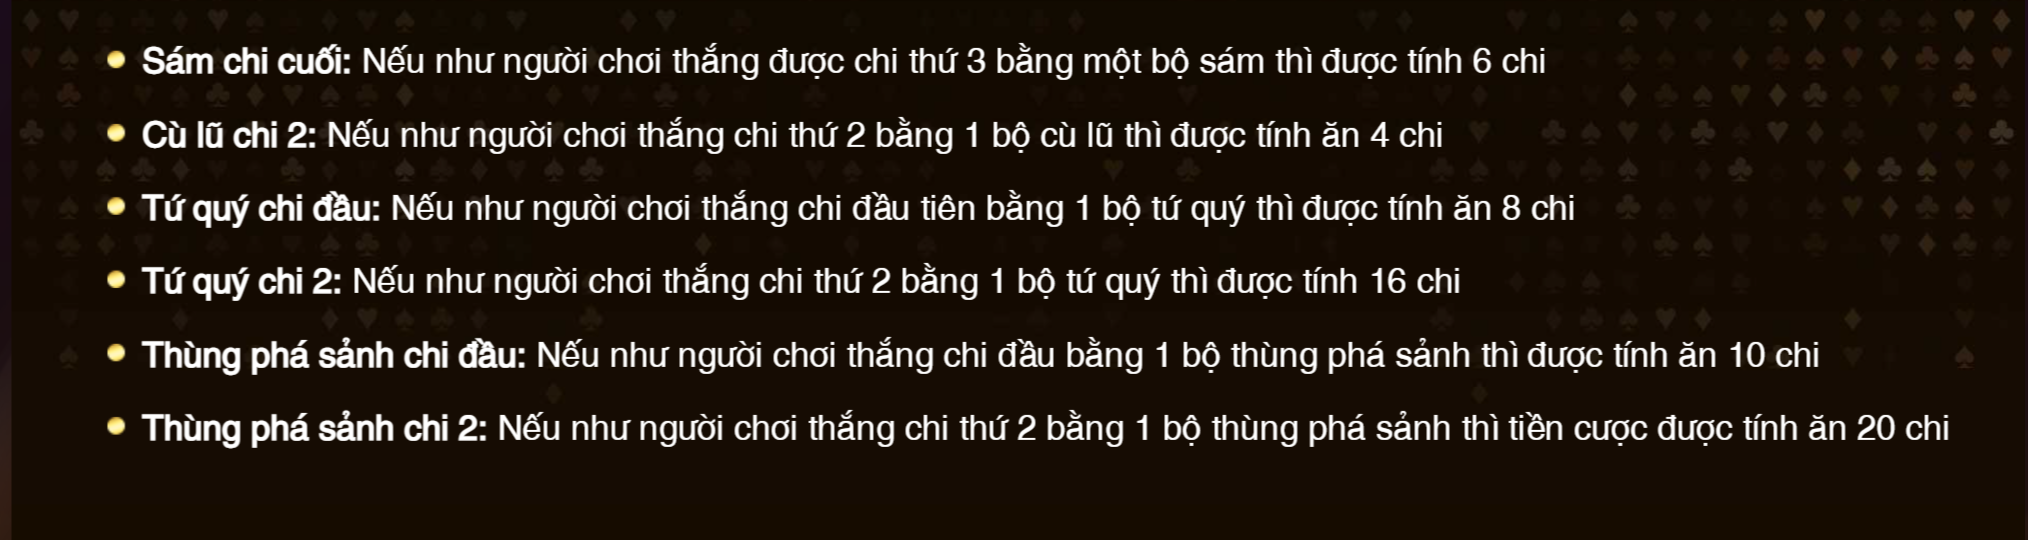 Sám chi cuối: Nếu như người chơi thắng được chi thứ 3 bằng một bộ sám thì được tính 6 chi
Cù lũ chi 2: Nếu như người chơi thắng chi thứ 2 bằng 1 bộ cù lũ thì được tính ăn 4 chi
Tứ quý chi đầu: Nếu như người chơi thắng chi đầu tiên bằng 1 bộ tứ quý thì được tính ăn 8 chi
Tứ quý chi 2: Nếu như người chơi thắng chi thứ 2 bằng 1 bộ tứ quý thì được tính 16 chi
Thùng phá sảnh chi đầu: Nếu như người chơi thắng chi đầu bằng 1 bộ thùng phá sảnh thì được tính ăn 10 chi
Thùng phá sảnh chi 2: Nếu như người chơi thắng chi thứ 2 bằng 1 bộ thùng phá sảnh thì tiền cược được tính ăn 20 chi